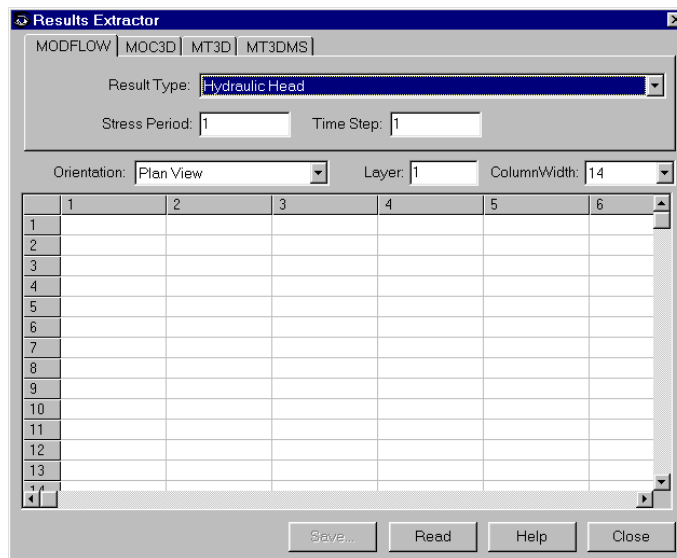 Results Extractor
MODFLOW MOC3D MT3D MT3DMS
Result Type: Hydraulic Head
Stress Period: 1 Time Step: 1
Orientation: Plan View Layer: 1 ColumnWidth: 14
1 2 3 4 5 6
1
2
3
4
5
6
7
8
9
10
11
12
13
14
Save... Read Help Close